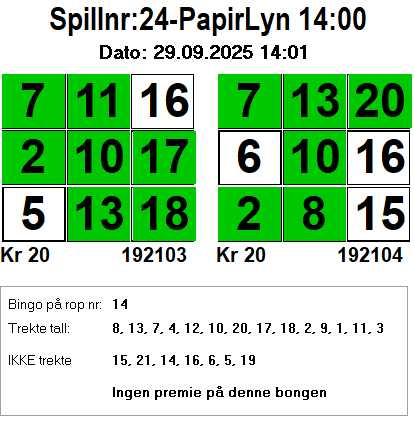 Spillnr:24-PapirLyn 14:00
Dato: 29.09.2025 14:01
7 11 16 7 13 20
2 10 17 6 10 16
5 13 18 2 8 15
Kr 20 192103 Kr 20 192104
Bingo på rop nr: 14
Trekte tall: 8, 13, 7, 4, 12, 10, 20, 17, 18, 2, 9, 1, 11, 3
IKKE trekte 15, 21, 14, 16, 6, 5, 19
Ingen premie på denne bongen